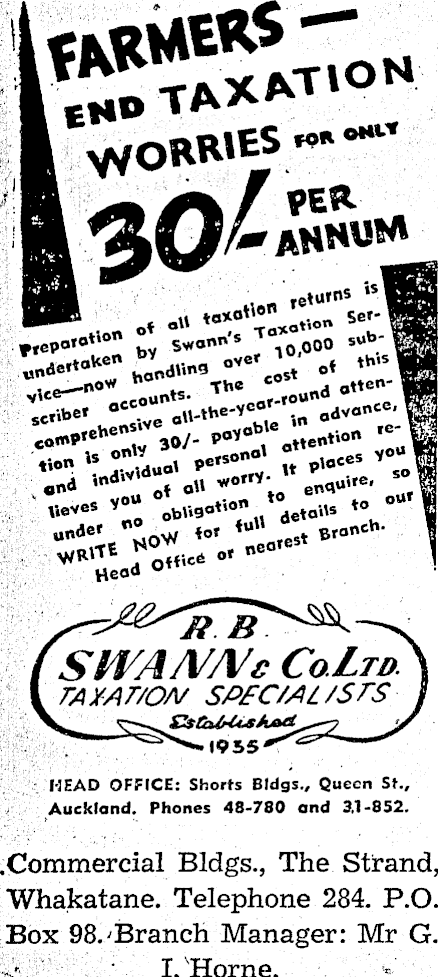 FARMERS—
END TAXATION
WORRIES FOR ONLY
30/- PER
ANNUM
Preparation of all taxation returns is
undertaken by Swann's Taxation Ser-
vice—now handling over 10,000 sub-
scriber accounts. The cost of this
comprehensive all-the-year-round atten-
tion is only 30/- payable in advance,
and individual personal attention re-
lieves you of all worry. It places you
under no obligation to enquire, so
WRITE NOW for full details to our
Head Office or nearest Branch.
R. B.
SWANN & Co. LTD.
TAXATION SPECIALISTS
Established
1935
HEAD OFFICE: Shorts Bldgs., Queen St.,
Auckland. Phones 48-780 and 31-852.
Commercial Bldgs., The Strand,
Whakatane. Telephone 284. P.O.
Box 98. Branch Manager: Mr G.
I. Horne.